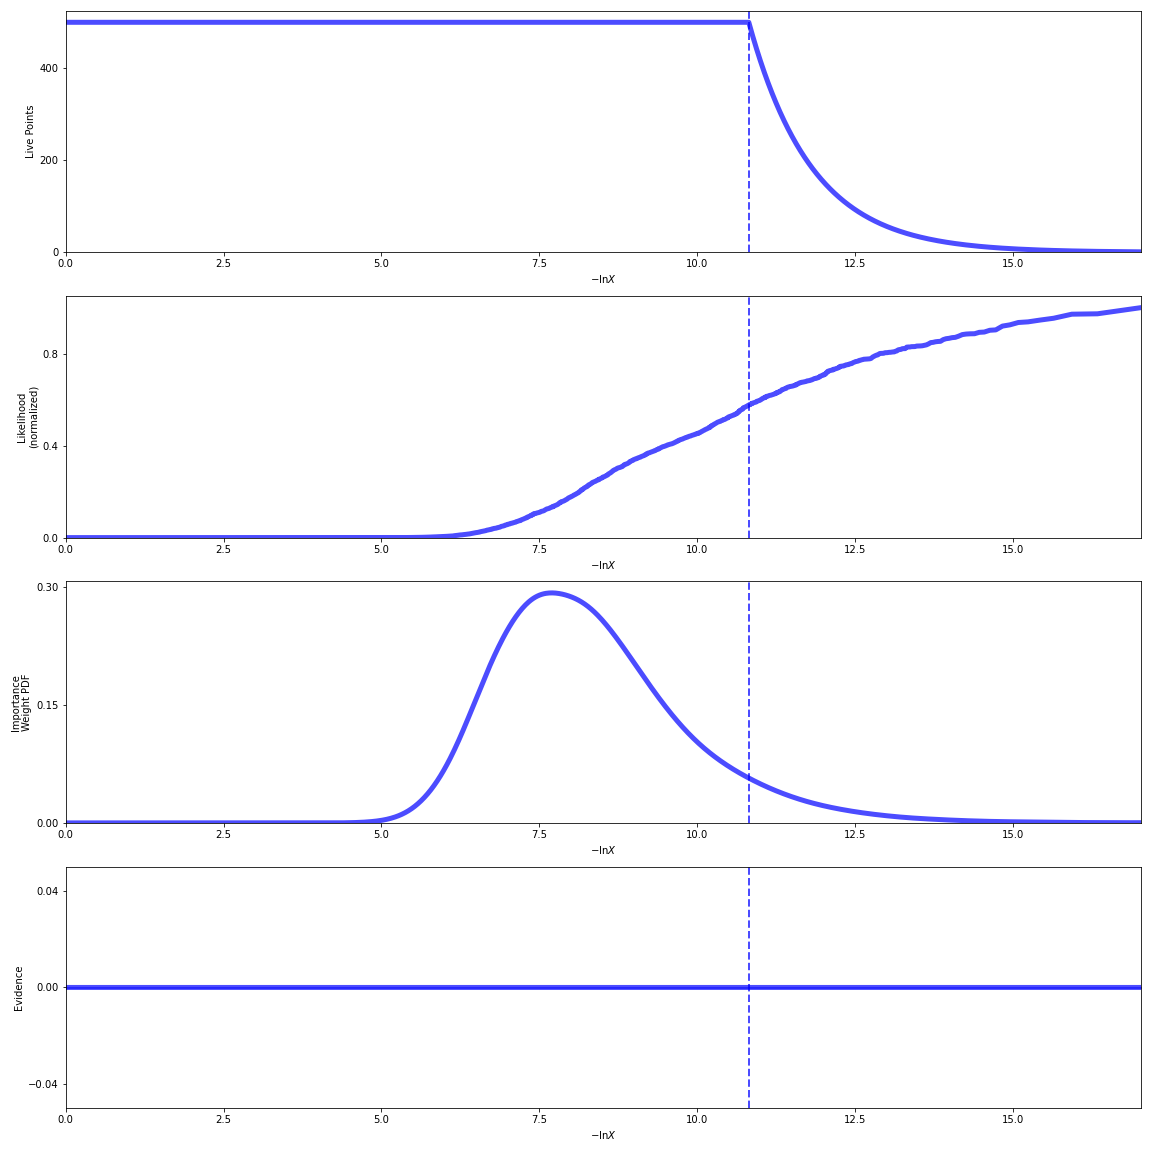 400
200
0
Live Points
0.0 2.5 5.0 7.5 10.0 12.5 15.0
−lnX
0.8
0.4
0.0
Likelihood
(normalized)
0.0 2.5 5.0 7.5 10.0 12.5 15.0
−lnX
0.30
0.15
0.00
Importance
Weight PDF
0.0 2.5 5.0 7.5 10.0 12.5 15.0
−lnX
0.04
0.00
−0.04
Evidence
0.0 2.5 5.0 7.5 10.0 12.5 15.0
−lnX